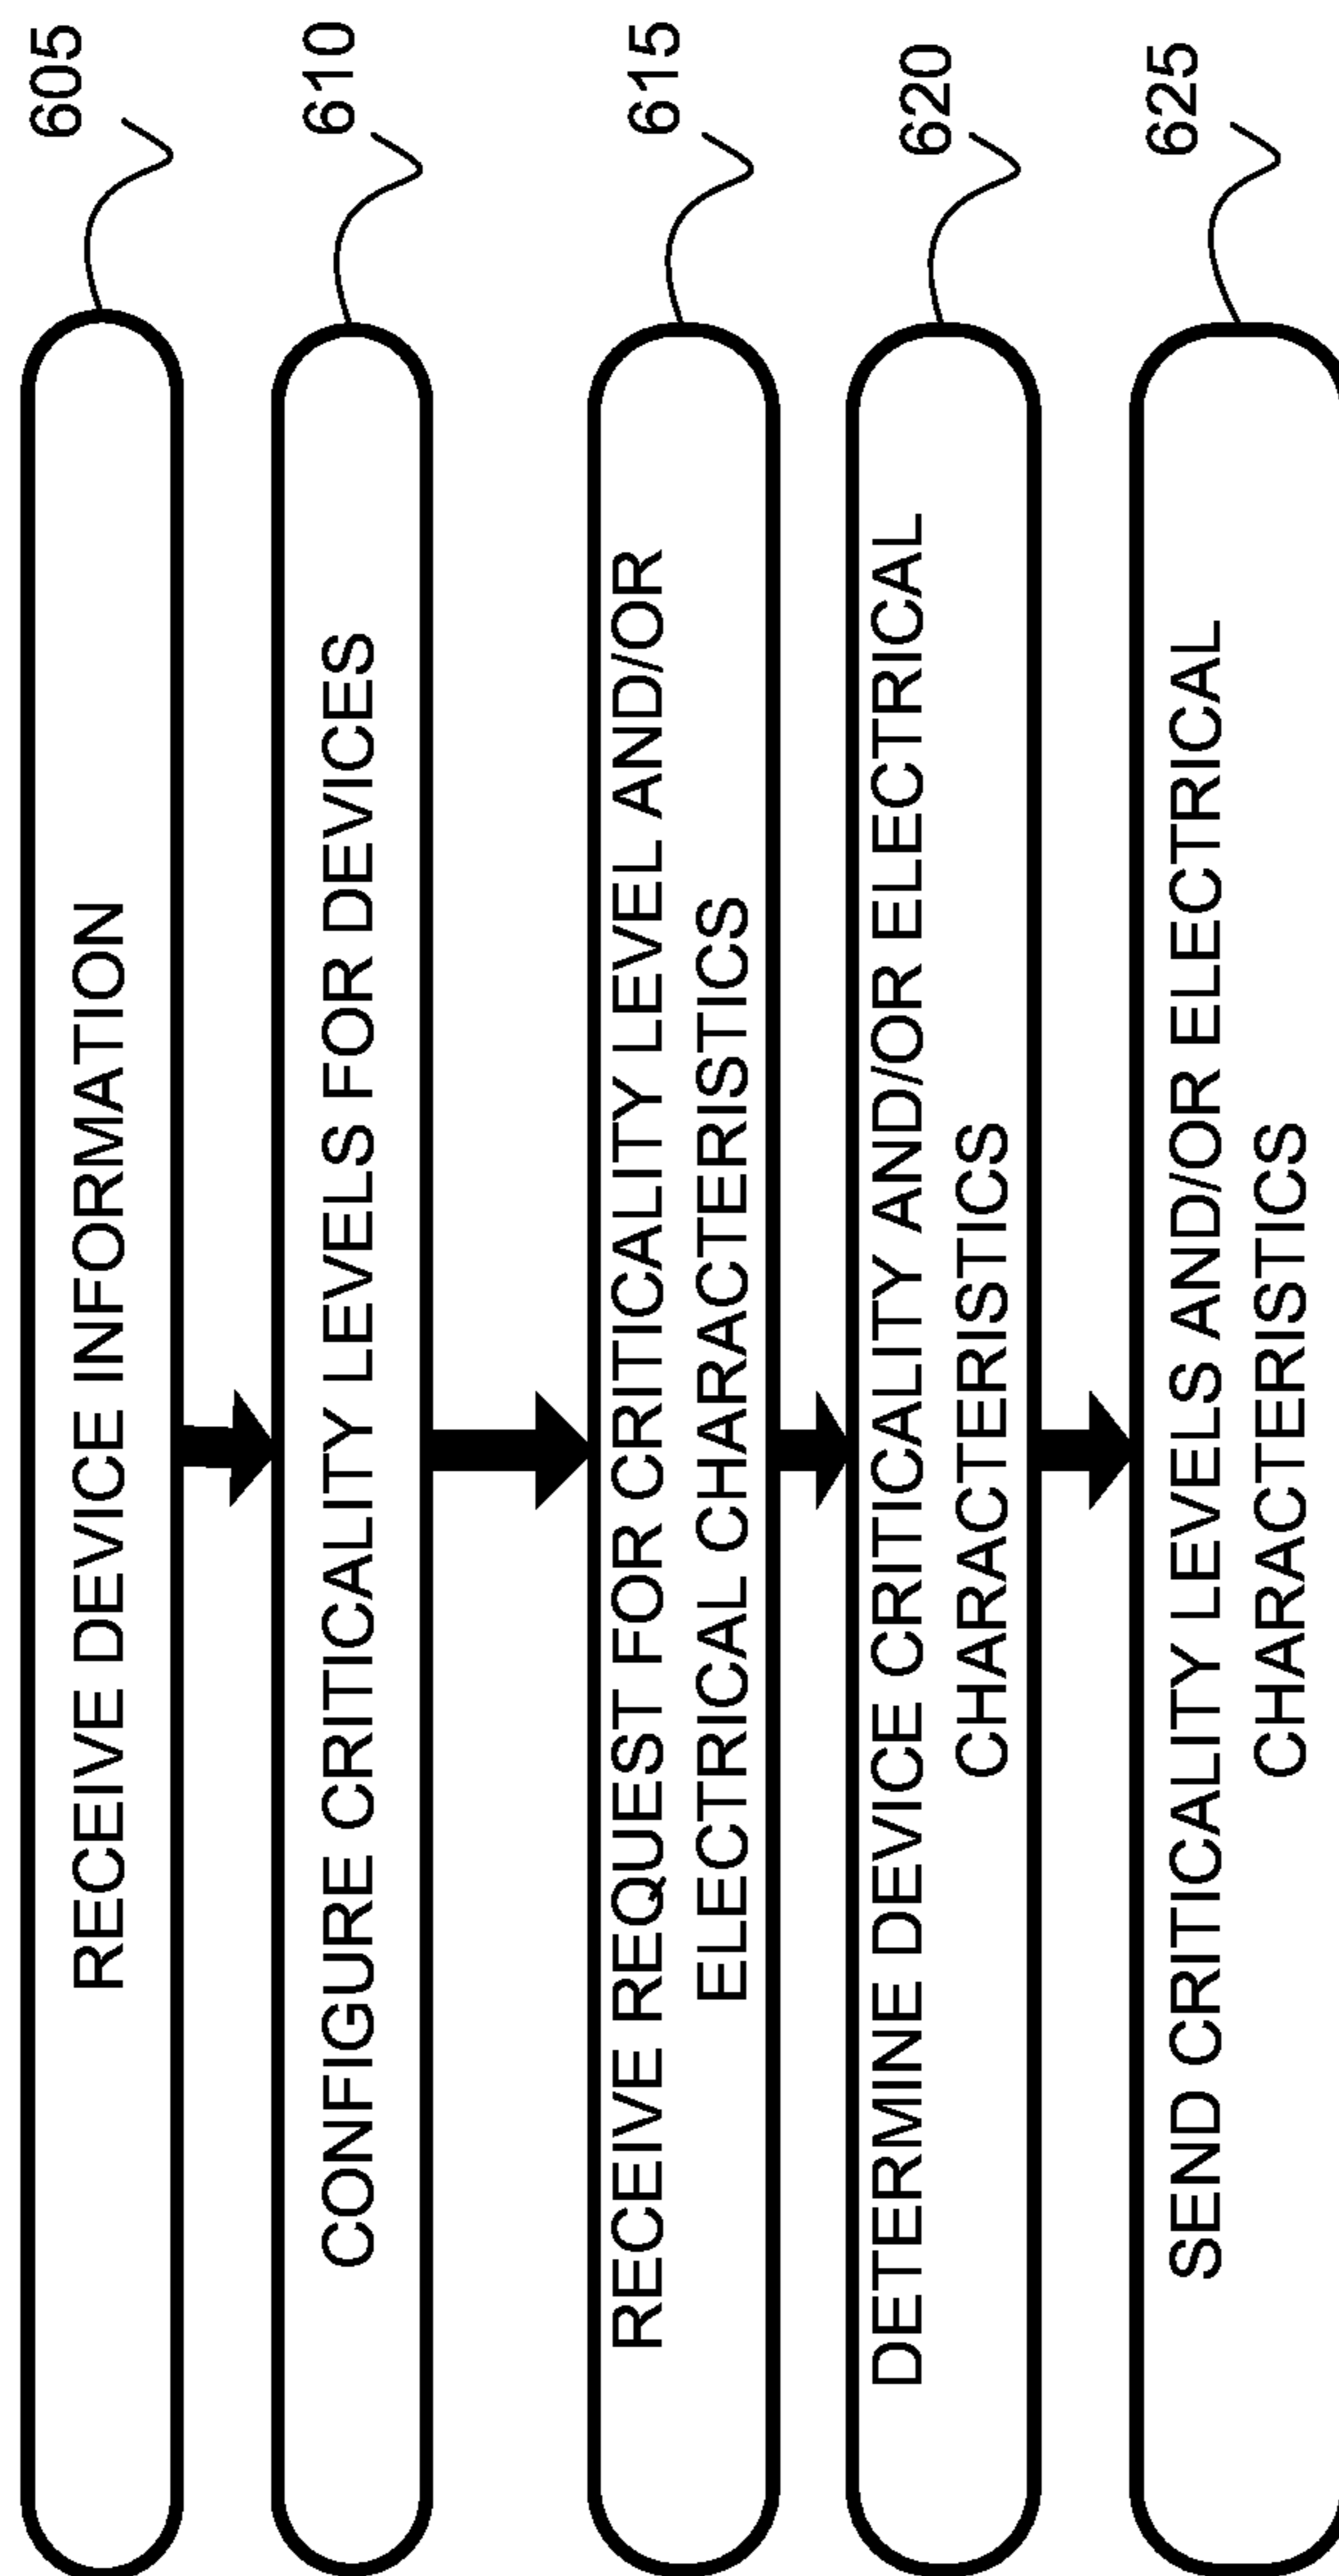 RECEIVE DEVICE INFORMATION
605
CONFIGURE CRITICALITY LEVELS FOR DEVICES
610
RECEIVE REQUEST FOR CRITICALITY LEVEL AND/OR
ELECTRICAL CHARACTERISTICS
615
DETERMINE DEVICE CRITICALITY AND/OR ELECTRICAL
CHARACTERISTICS
620
SEND CRITICALITY LEVELS AND/OR ELECTRICAL
CHARACTERISTICS
625